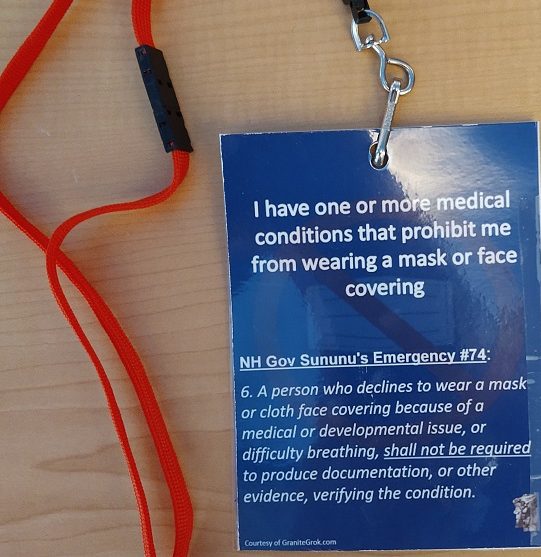 I have one or more medical
conditions that prohibit me
from wearing a mask or face
covering
NH Gov Sununu's Emergency #74:
6. A person who declines to wear a mask
or cloth face covering because of a
medical or developmental issue, or
difficulty breathing, shall not be required
to produce documentation, or other
evidence, verifying the condition.
Courtesy of GraniteGrok.com